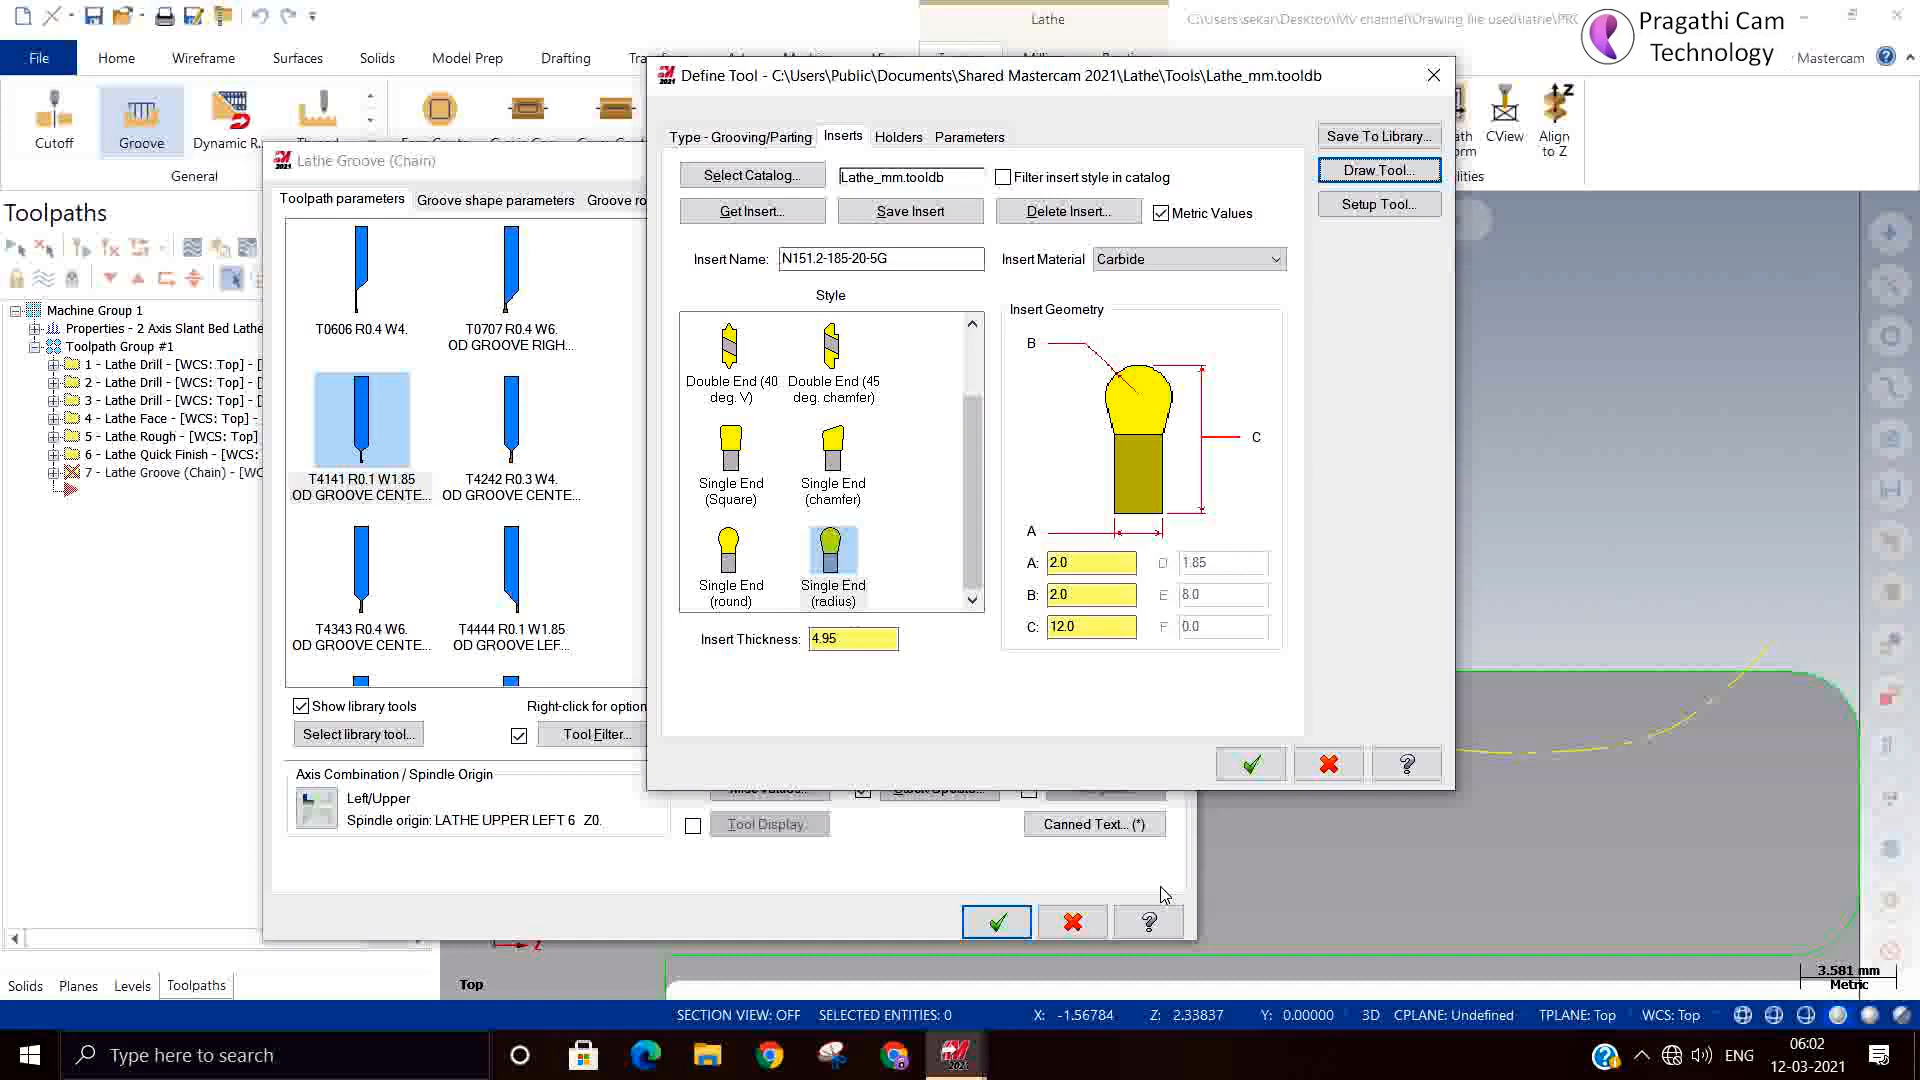 Lathe
C:\Users\sekar\Desktop\MV channel\Drawing file used\lathe\PR
Pragathi Cam
Technology
File
Home
Wireframe
Surfaces
Solids
Model Prep
Drafting
Mastercam
Cutoff
Groove
Dynamic R...
General
CView
Align
to Z
Define Tool - C:\Users\Public\Documents\Shared Mastercam 2021\Lathe\Tools\Lathe_mm.tooldb
Type - Grooving/Parting
Inserts
Holders
Parameters
Save To Library...
Draw Tool...
Setup Tool...
Select Catalog...
Lathe_mm.tooldb
Filter insert style in catalog
Get Insert...
Save Insert
Delete Insert...
Metric Values
Insert Name:
N151.2-185-20-5G
Insert Material
Carbide
Style
Double End (40
deg. V)
Double End (45
deg. chamfer)
Single End
(Square)
Single End
(chamfer)
Single End
(round)
Single End
(radius)
Insert Thickness:
4.95
Insert Geometry
B
C
A
A: 2.0
D 1.85
B: 2.0
E 8.0
C: 12.0
F 0.0
Lathe Groove (Chain)
Toolpath parameters
Groove shape parameters
Groove ro
T0606 R0.4 W4.
T0707 R0.4 W6.
OD GROOVE RIGH...
T4141 R0.1 W1.85
OD GROOVE CENTE...
T4242 R0.3 W4.
OD GROOVE CENTE...
T4343 R0.4 W6.
OD GROOVE CENTE...
T4444 R0.1 W1.85
OD GROOVE LEF...
Show library tools
Right-click for option
Select library tool...
Tool Filter...
Axis Combination / Spindle Origin
Left/Upper
Spindle origin: LATHE UPPER LEFT 6 Z0.
Tool Display
Canned Text... (*)
Toolpaths
Machine Group 1
Properties - 2 Axis Slant Bed Lathe
Toolpath Group #1
1 - Lathe Drill - [WCS: Top] - [
2 - Lathe Drill - [WCS: Top] - [
3 - Lathe Drill - [WCS: Top] - [
4 - Lathe Face - [WCS: Top] -
5 - Lathe Rough - [WCS: Top]
6 - Lathe Quick Finish - [WCS:
7 - Lathe Groove (Chain) - [WC
Z
Solids
Planes
Levels
Toolpaths
Top
3.581 mm
Metric
SECTION VIEW: OFF
SELECTED ENTITIES: 0
X: -1.56784
Z: 2.33837
Y: 0.00000
3D
CPLANE: Undefined
TPLANE: Top
WCS: Top
Type here to search
2021
ENG
06:02
12-03-2021